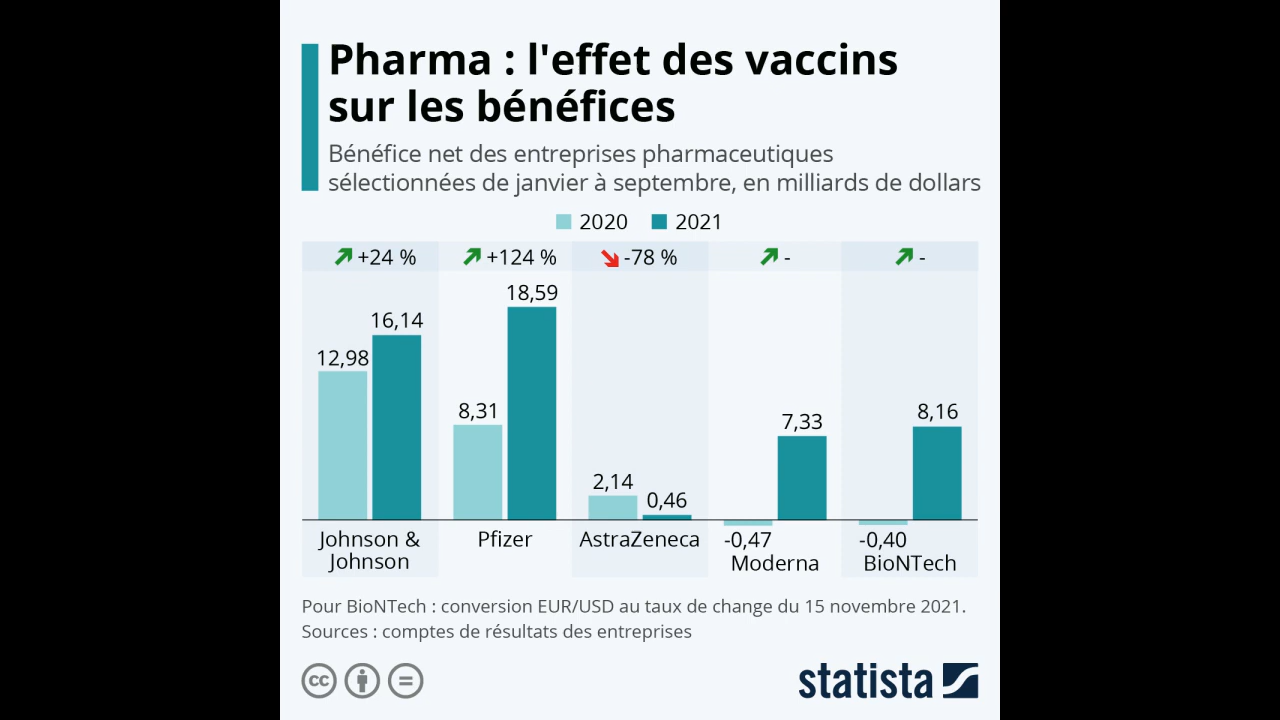 Pharma : l'effet des vaccins
sur les bénéfices
Bénéfice net des entreprises pharmaceutiques
sélectionnées de janvier à septembre, en milliards de dollars
2020 2021
+24 % +124 % -78 % - -
12,98 16,14 8,31 18,59 2,14 0,46 7,33 8,16
-0,47 -0,40
Johnson &
Johnson
Pfizer
AstraZeneca
Moderna
BioNTech
Pour BioNTech : conversion EUR/USD au taux de change du 15 novembre 2021.
Sources : comptes de résultats des entreprises
cc
statista